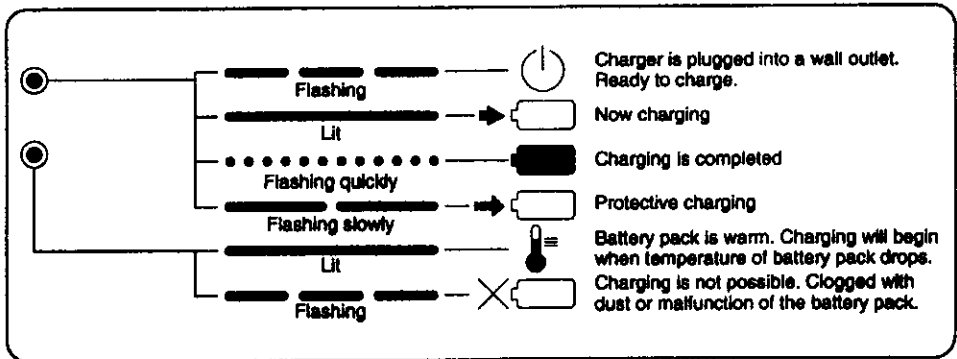 Charger is plugged into a wall outlet.
Ready to charge.
Flashing
Now charging
Lit
Charging is completed
Flashing quickly
Protective charging
Flashing slowly
Battery pack is warm. Charging will begin
when temperature of battery pack drops.
Lit
Charging is not possible. Clogged with
dust or malfunction of the battery pack.
Flashing